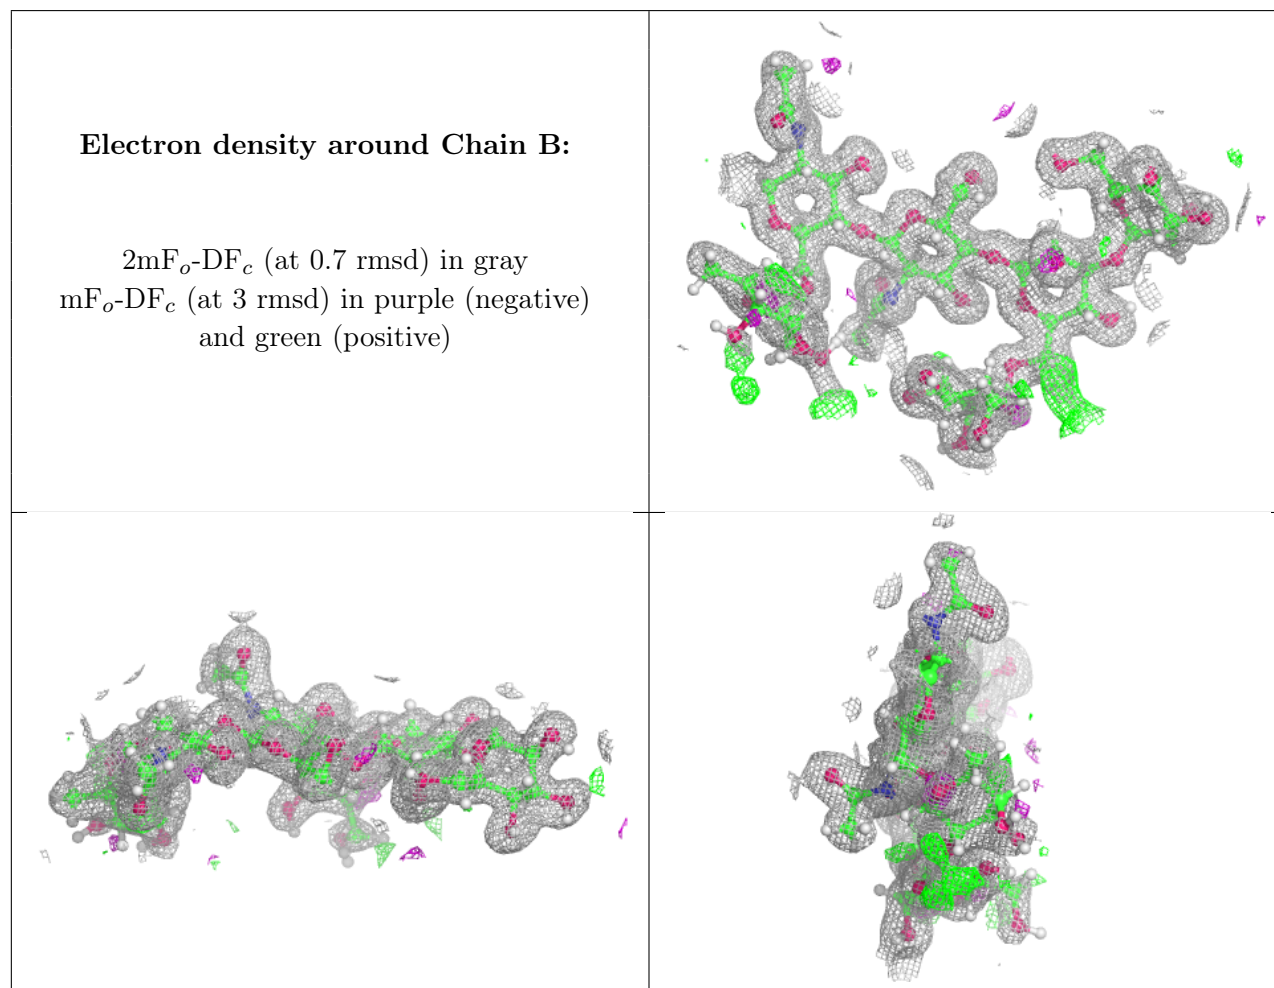 Electron density around Chain B:
2mFo-DFc (at 0.7 rmsd) in gray
mFo-DFc (at 3 rmsd) in purple (negative)
and green (positive)